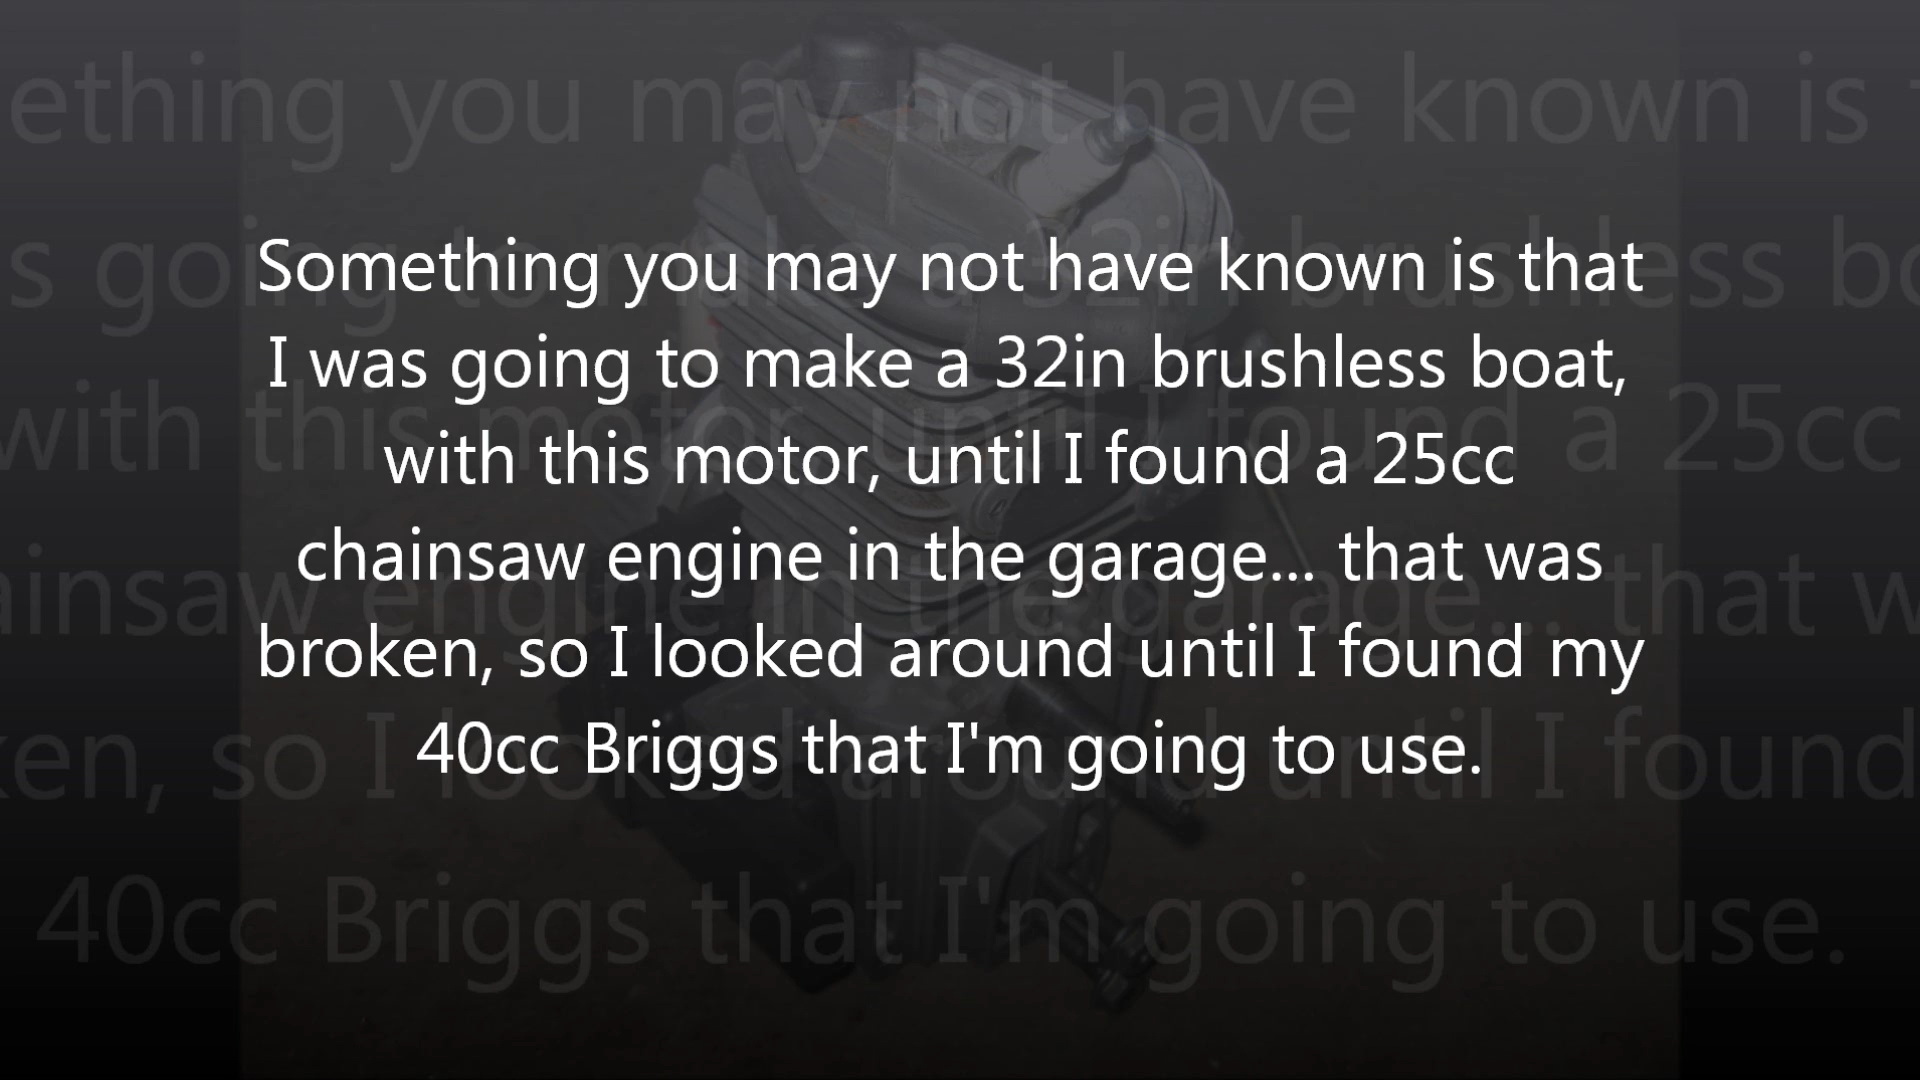 Something you may not have known is that
I was going to make a 32in brushless boat,
with this motor, until I found a 25cc
chainsaw engine in the garage... that was
broken, so I looked around until I found my
40cc Briggs that I'm going to use.